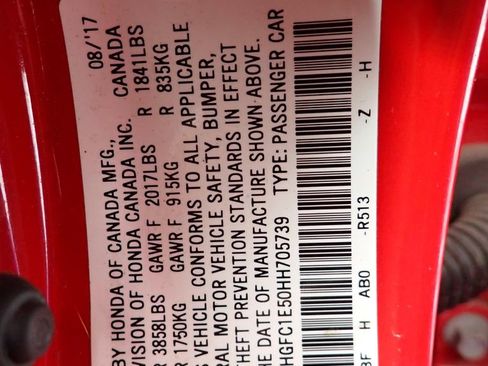 BY HONDA OF CANADA MFG., 08/'17
VISION OF HONDA CANADA INC. CANADA
3858LBS GAWR F 2017LBS R 1841LBS
1750KG GAWR F 915KG R 835KG
VEHICLE CONFORMS TO ALL APPLICABLE
RAL MOTOR VEHICLE SAFETY, BUMPER,
THEFT PREVENTION STANDARDS IN EFFECT
THE DATE OF MANUFACTURE SHOWN ABOVE.
HGFC1E50HH705739 TYPE: PASSENGER CAR
H AB0 -R513 -Z -H